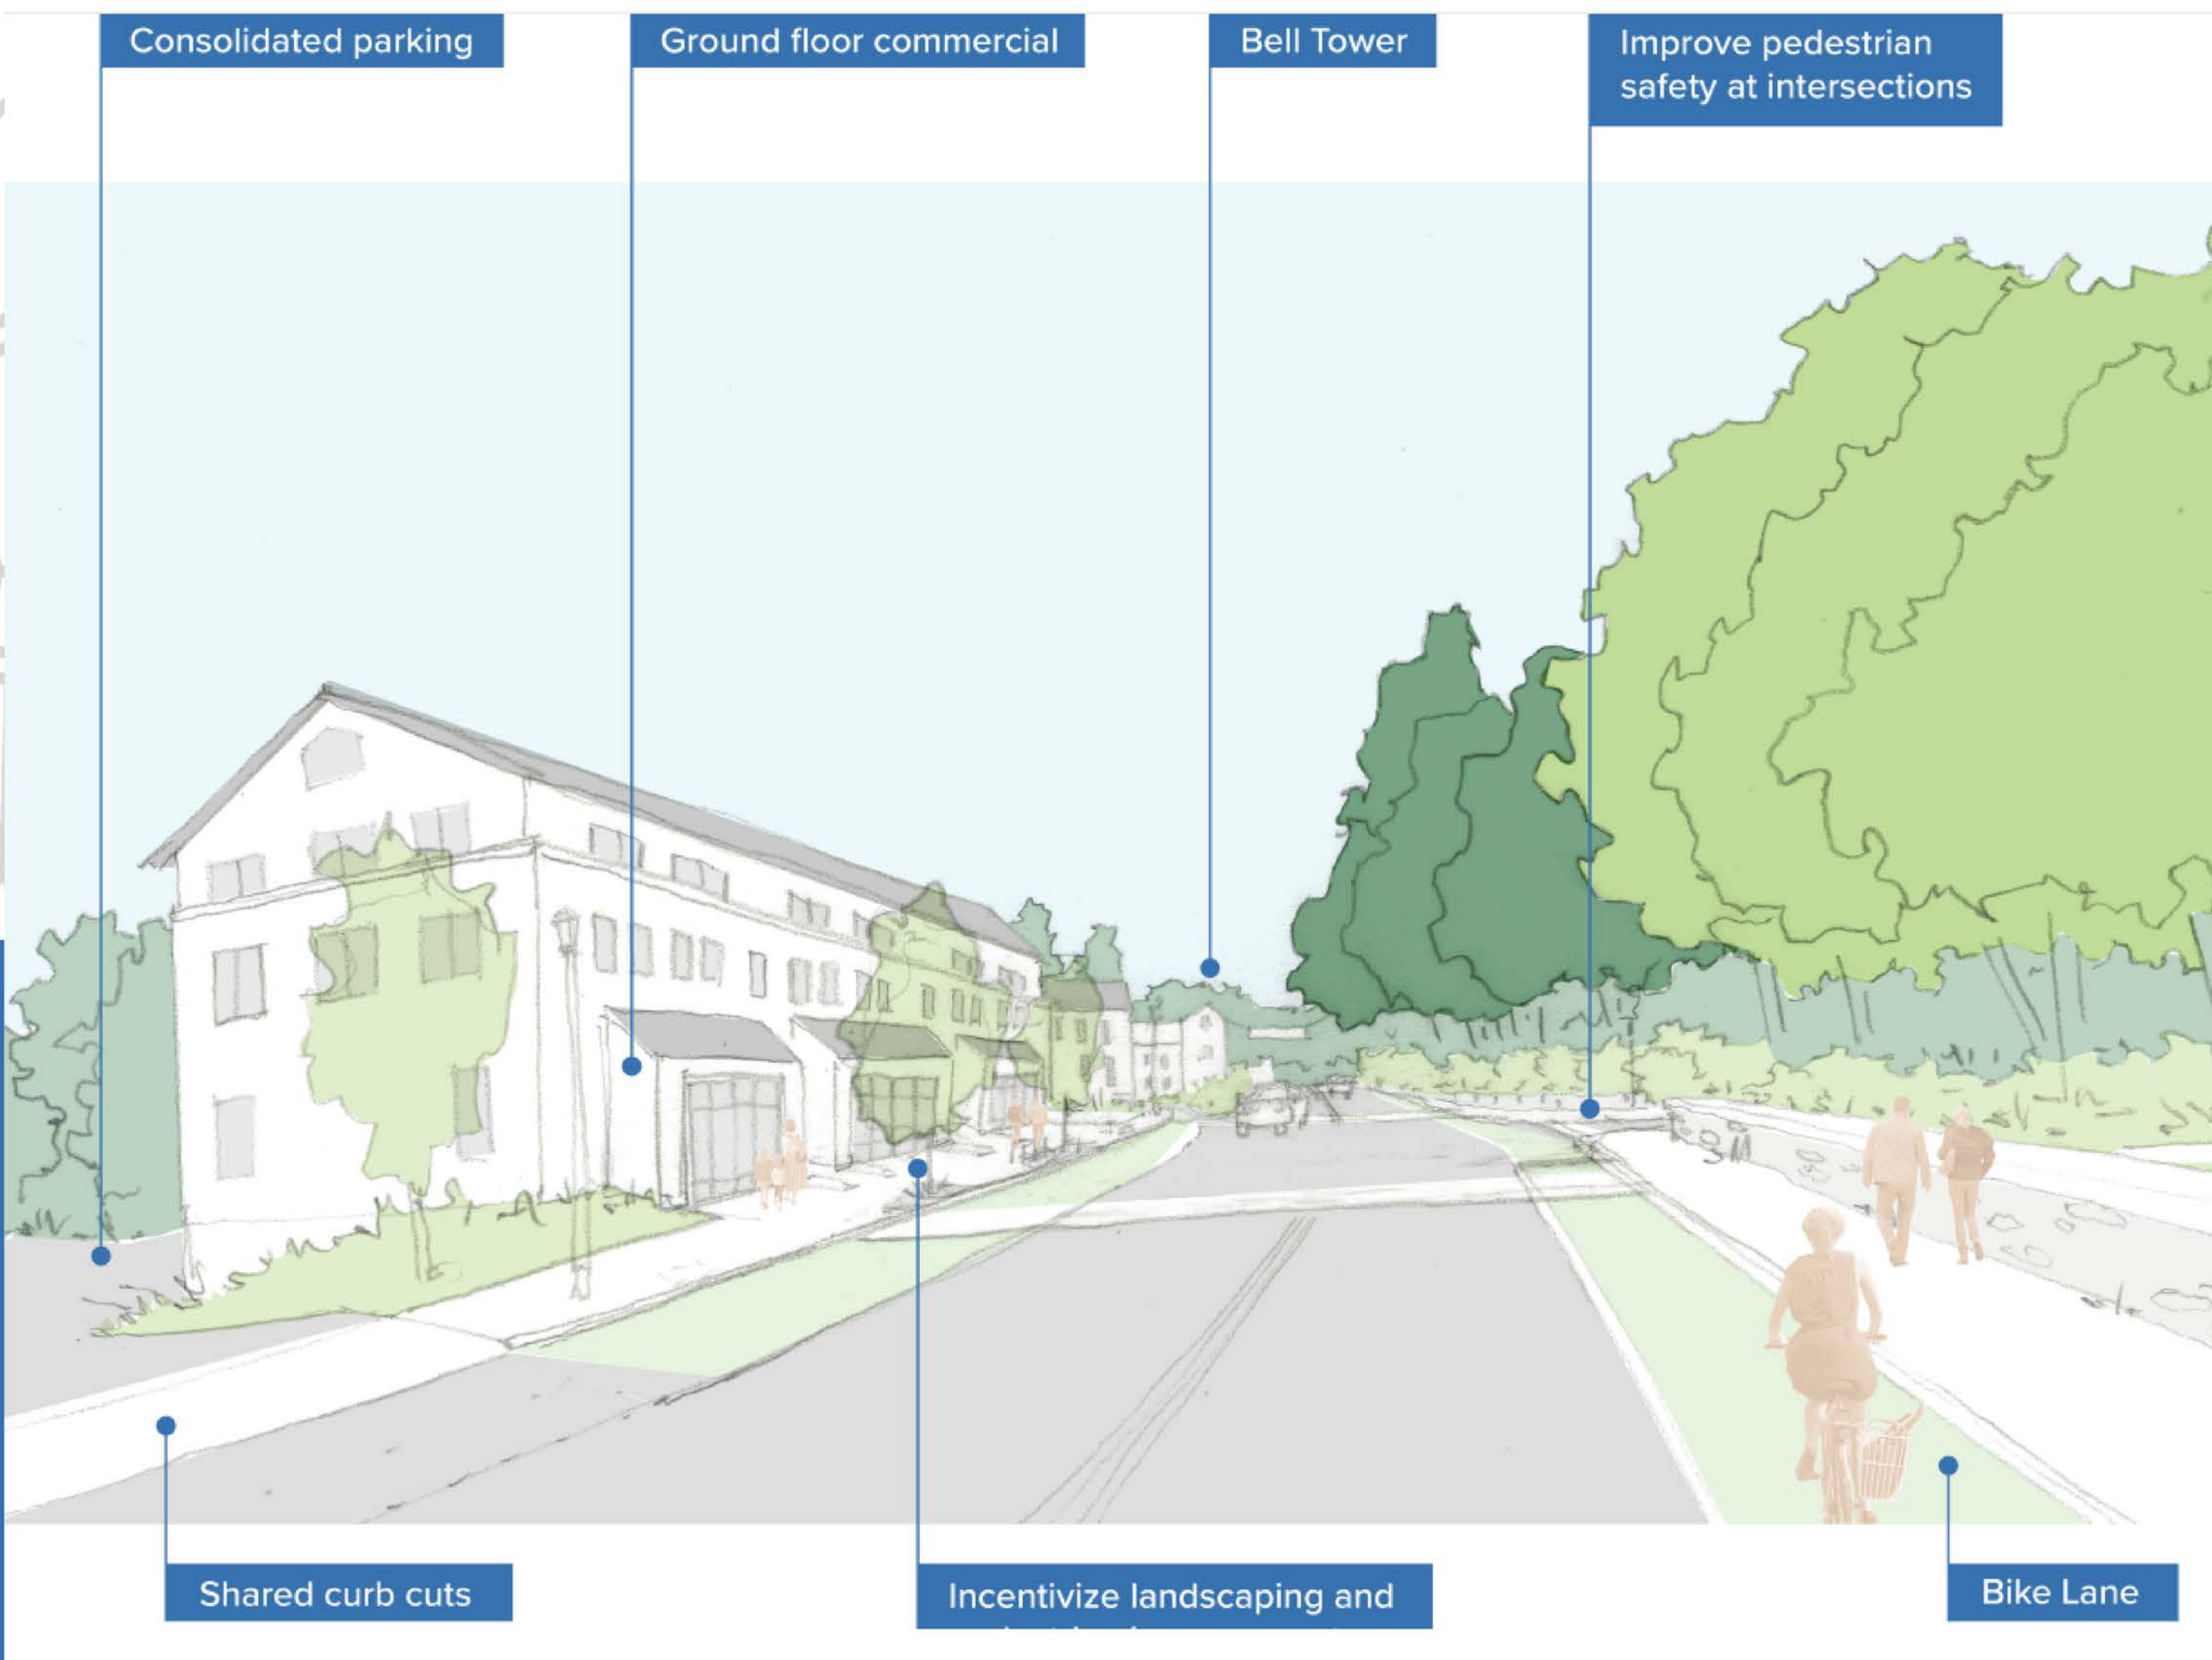 Consolidated parking
Ground floor commercial
Bell Tower
Improve pedestrian
safety at intersections
Shared curb cuts
Incentivize landscaping and
Bike Lane